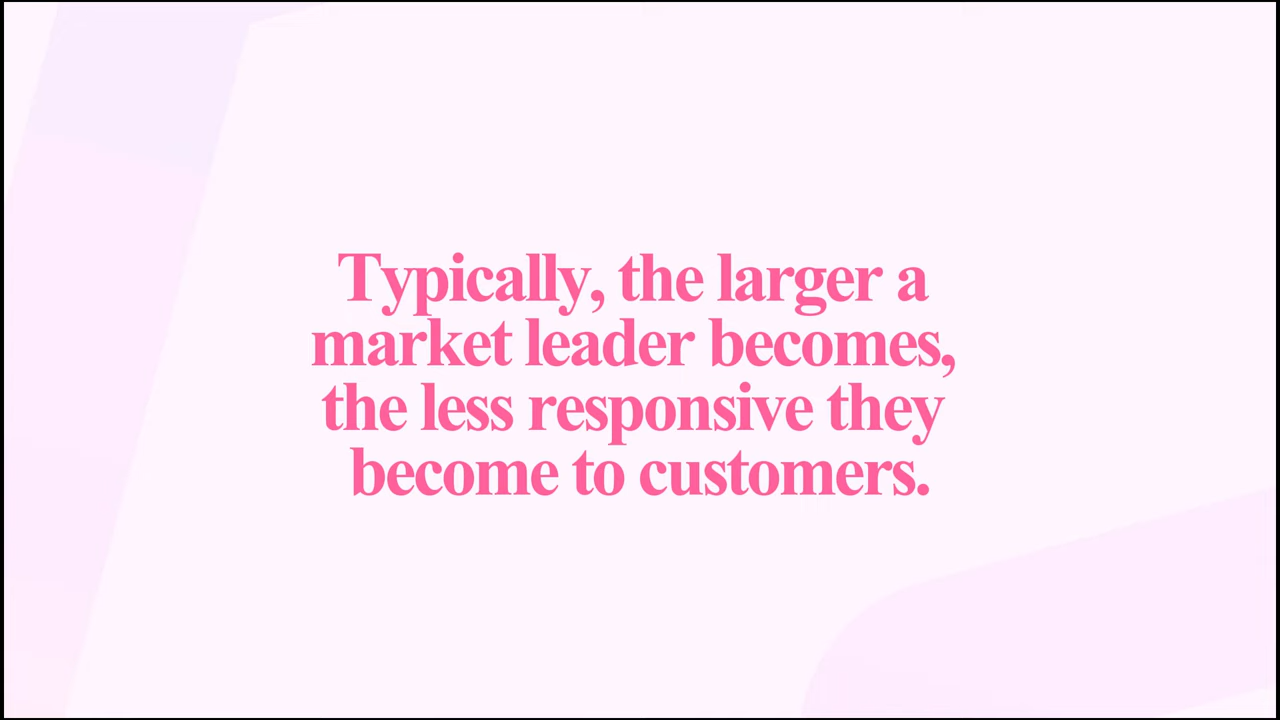 Typically, the larger a
market leader becomes,
the less responsive they
become to customers.